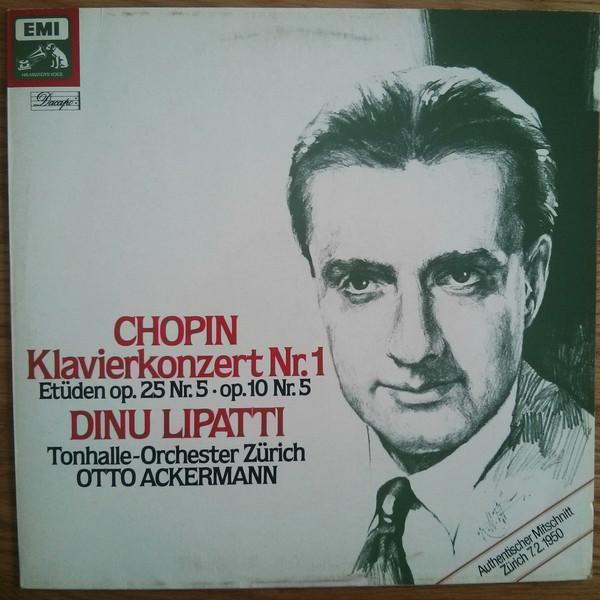 EMI
HIS MASTER'S VOICE
Dacapo
CHOPIN
Klavierkonzert Nr.1
Etüden op. 25 Nr. 5 · op. 10 Nr. 5
DINU LIPATTI
Tonhalle-Orchester Zürich
OTTO ACKERMANN
Authentischer Mitschnitt
Zürich 7.2.1950